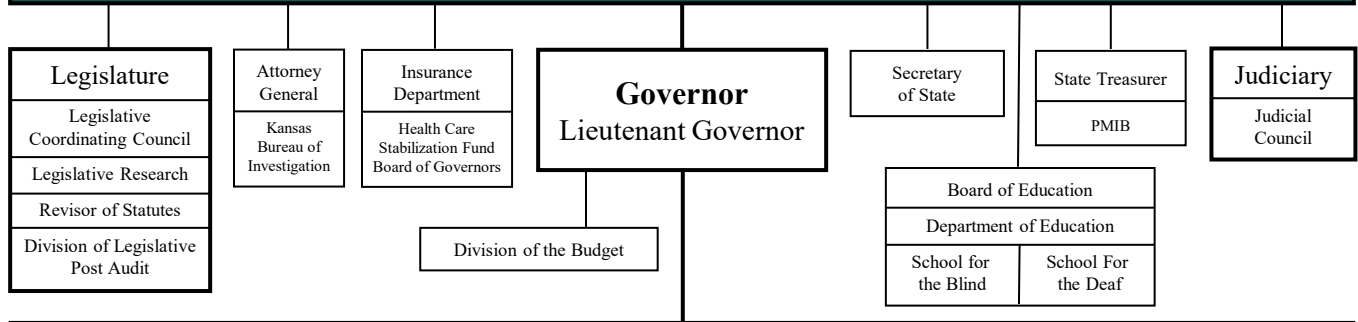 Legislature
Legislative
Coordinating Council
Legislative Research
Revisor of Statutes
Division of Legislative
Post Audit
Attorney
General
Kansas
Bureau of
Investigation
Insurance
Department
Health Care
Stabilization Fund
Board of Governors
Governor
Lieutenant Governor
Division of the Budget
Secretary
of State
Board of Education
Department of Education
School for
the Blind
School For
the Deaf
State Treasurer
PMIB
Judiciary
Judicial
Council